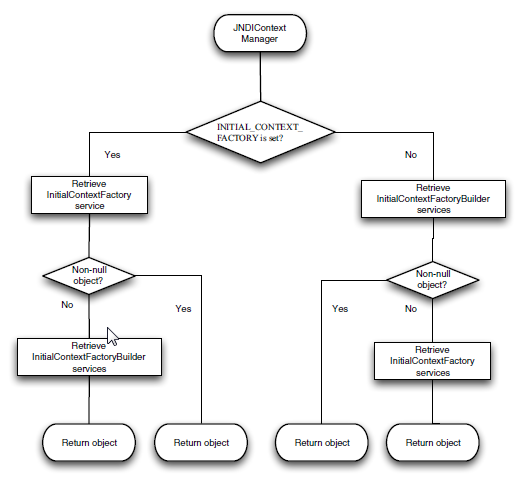 JNDIContext
Manager
INITIAL_CONTEXT_
FACTORY is set?
Yes
No
Retrieve
InitialContextFactory
service
Retrieve
InitialContextFactoryBuilder
services
Non-null
object?
Non-null
object?
No
Yes
Yes
No
Retrieve
InitialContextFactoryBuilder
services
Retrieve
InitialContextFactory
services
Return object
Return object
Return object
Return object